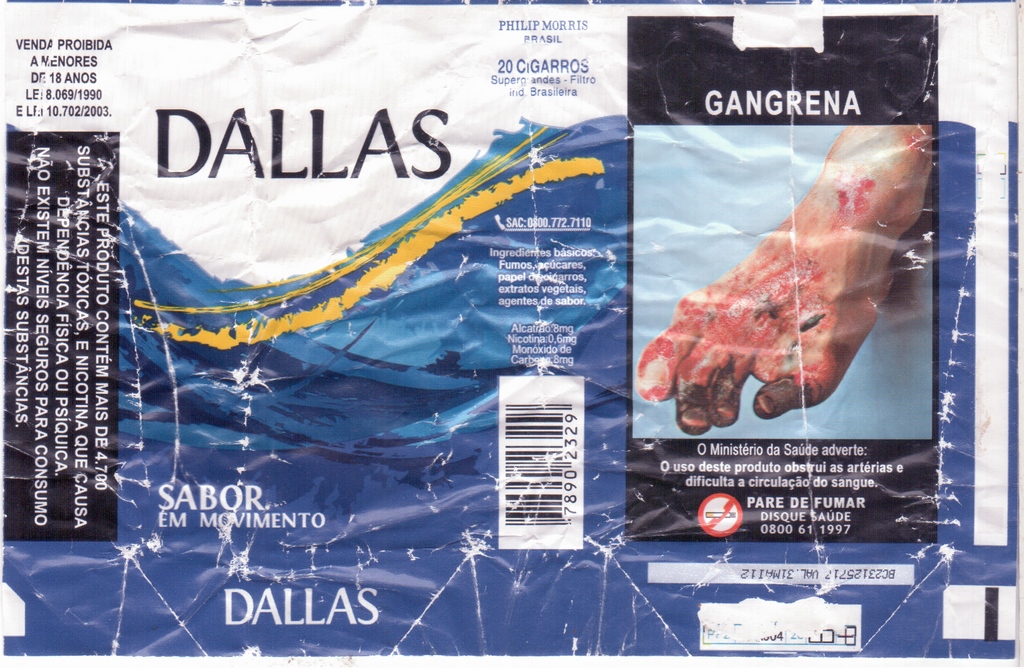 VENDA PROIBIDA
A MENORES
DE 18 ANOS
LEI 8.069/1990
E LEI 10.702/2003.
ESTE PRODUTO CONTÉM MAIS DE 4.700
SUBSTÂNCIAS TÓXICAS, E NICOTINA QUE CAUSA
DEPENDÊNCIA FÍSICA OU PSÍQUICA.
NÃO EXISTEM NÍVEIS SEGUROS PARA CONSUMO
DESTAS SUBSTÂNCIAS.
DALLAS
SABOR
EM MOVIMENTO
DALLAS
PHILIP MORRIS
BRASIL
20 CIGARROS
Supergrandes - Filtro
Ind. Brasileira
SAC: 0800.772.7110
Ingredientes básicos:
Fumos, açúcares,
papel de cigarros,
extratos vegetais,
agentes de sabor.
Alcatrão:8mg
Nicotina:0,6mg
Monóxido de
Carbono:8mg
7890 2329
GANGRENA
O Ministério da Saúde adverte:
O uso deste produto obstrui as artérias e
dificulta a circulação do sangue.
PARE DE FUMAR
DISQUE SAÚDE
0800 61 1997
VAL.31MAI12